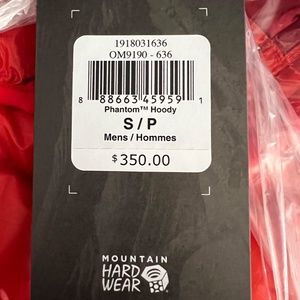 1918031636
OM9190 - 636
8 88663 45959 1
Phantom™ Hoody
S / P
Mens / Hommes
$350.00
MOUNTAIN
HARD
WEAR